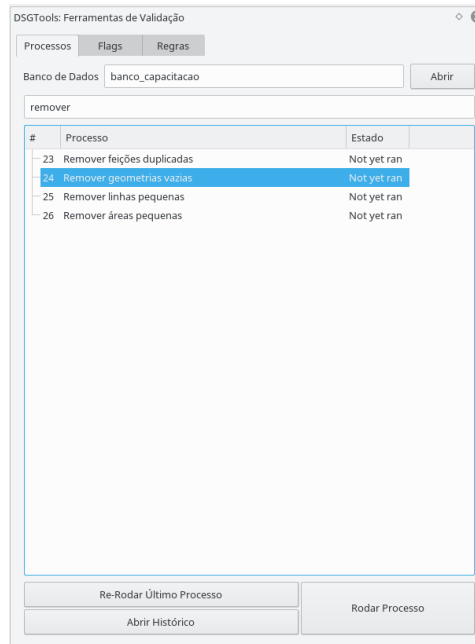 DSGTools: Ferramentas de Validação
Processos Flags Regras
Banco de Dados banco_capacitacao Abrir
remover
# Processo Estado
23 Remover feições duplicadas Not yet ran
24 Remover geometrias vazias Not yet ran
25 Remover linhas pequenas Not yet ran
26 Remover áreas pequenas Not yet ran
Re-Rodar Último Processo
Rodar Processo
Abrir Histórico